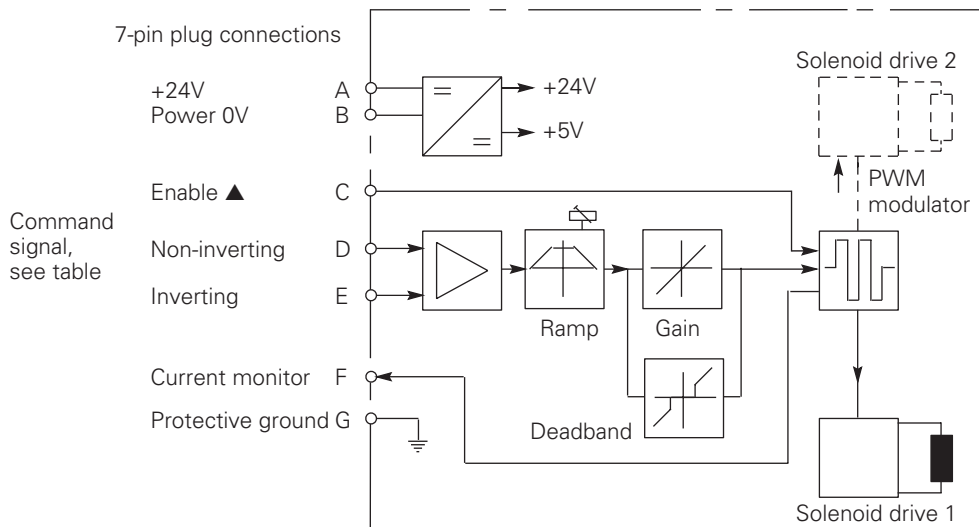 7-pin plug connections
+24V A
Power 0V B
+24V
+5V
Solenoid drive 2
PWM
modulator
Enable ▲ C
Command
signal,
see table
Non-inverting D
Inverting E
Ramp
Gain
Current monitor F
Protective ground G
Deadband
Solenoid drive 1